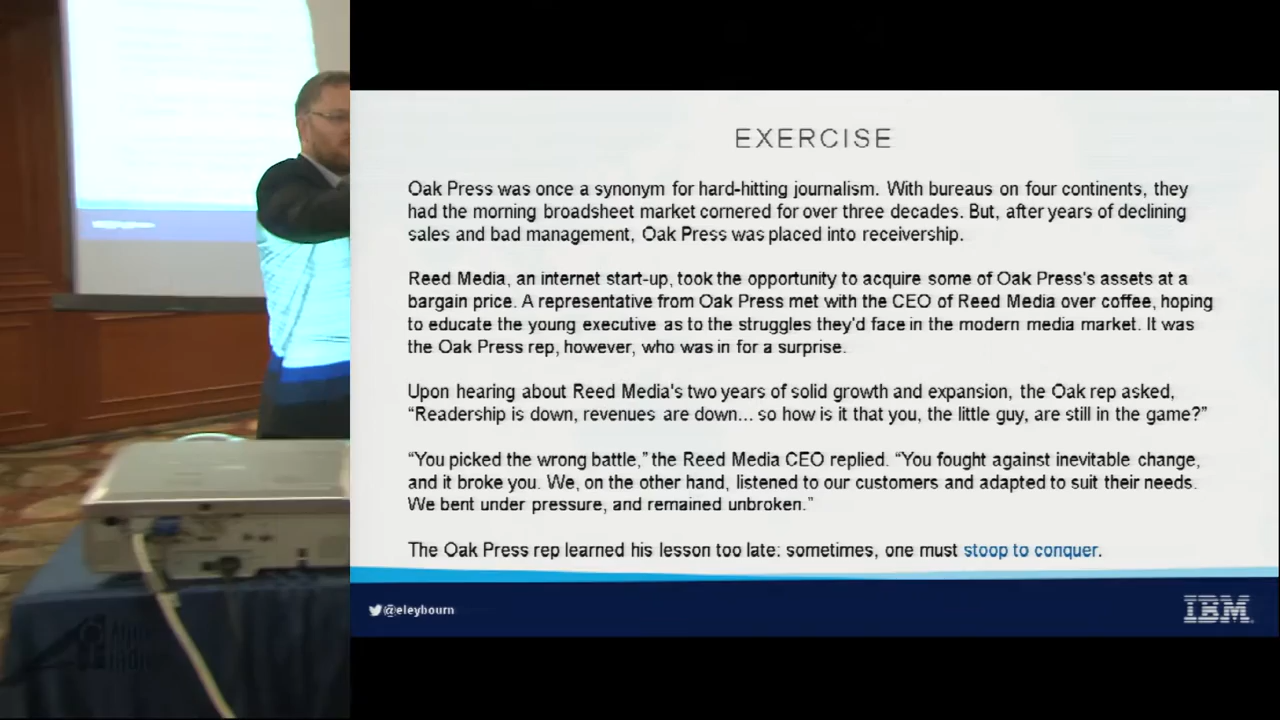 EXERCISE
Oak Press was once a synonym for hard-hitting journalism. With bureaus on four continents, they
had the morning broadsheet market cornered for over three decades. But, after years of declining
sales and bad management, Oak Press was placed into receivership.
Reed Media, an internet start-up, took the opportunity to acquire some of Oak Press's assets at a
bargain price. A representative from Oak Press met with the CEO of Reed Media over coffee, hoping
to educate the young executive as to the struggles they'd face in the modern media market. It was
the Oak Press rep, however, who was in for a surprise.
Upon hearing about Reed Media's two years of solid growth and expansion, the Oak rep asked,
“Readership is down, revenues are down... so how is it that you, the little guy, are still in the game?”
“You picked the wrong battle,” the Reed Media CEO replied. “You fought against inevitable change,
and it broke you. We, on the other hand, listened to our customers and adapted to suit their needs.
We bent under pressure, and remained unbroken.”
The Oak Press rep learned his lesson too late: sometimes, one must stoop to conquer.
@eleybourn
IBM